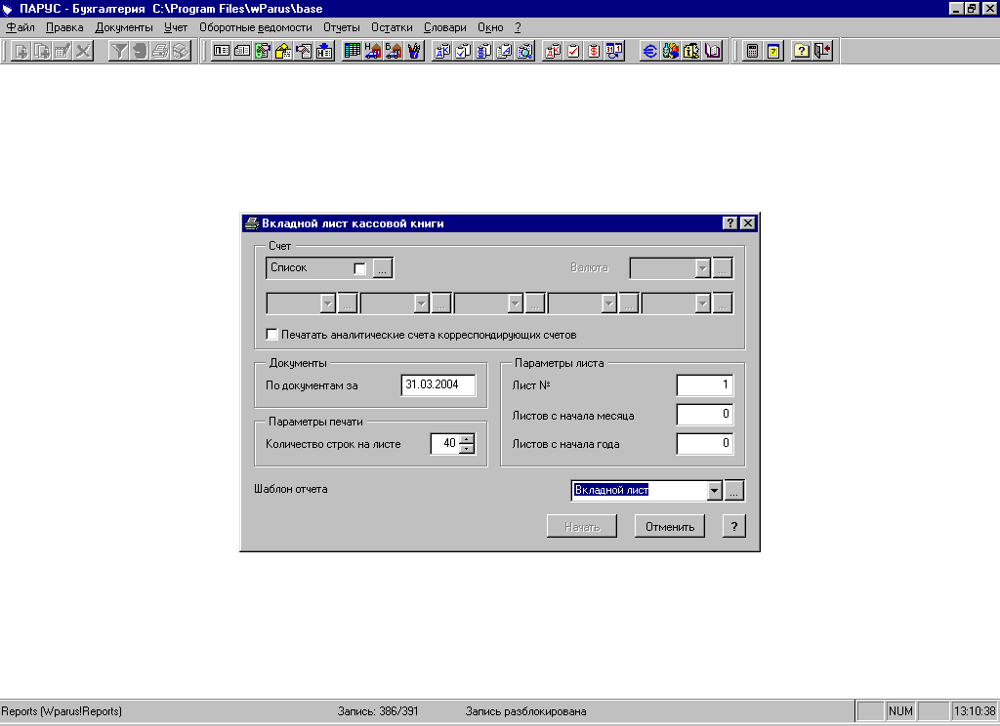 ПАРУС - Бухгалтерия C:\Program Files\wParus\base
Файл Правка Документы Учет Оборотные ведомости Отчеты Остатки Словари Окно ?
Вкладной лист кассовой книги
Счет
Список ... Валюта ...
... ... ... ... ...
Печатать аналитические счета корреспондирующих счетов
Документы
По документам за 31.03.2004
Параметры листа
Лист № 1
Листов с начала месяца 0
Листов с начала года 0
Параметры печати
Количество строк на листе 40
Шаблон отчета Вкладной лист ...
Начать Отменить ?
Reports (Wparus!Reports) Запись: 386/391 Запись разблокирована NUM 13:10:38